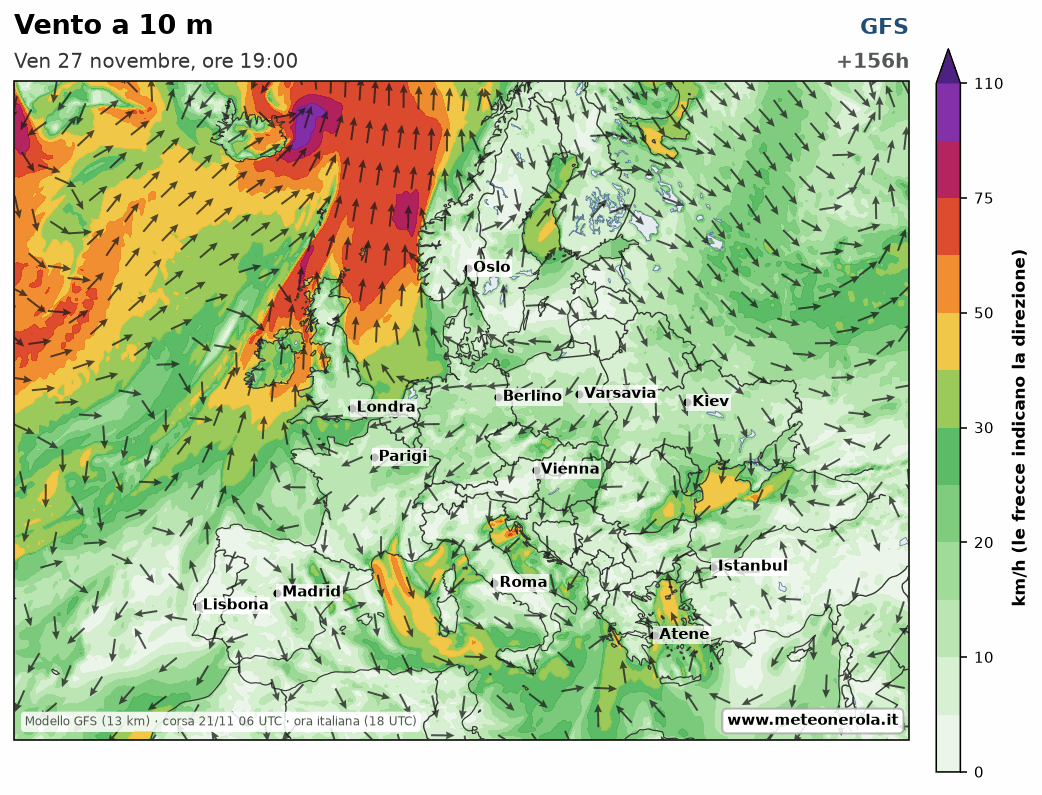 Vento a 10 m
GFS
Ven 27 novembre, ore 19:00
+156h
110
75
50
30
20
10
0
km/h (le frecce indicano la direzione)
Oslo
Berlino
Varsavia
Kiev
Londra
Parigi
Vienna
Istanbul
Roma
Madrid
Lisbona
Atene
Modello GFS (13 km) · corsa 21/11 06 UTC · ora italiana (18 UTC)
www.meteonerola.it